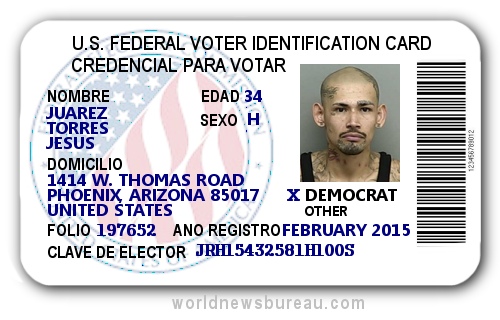 U.S. FEDERAL VOTER IDENTIFICATION CARD
CREDENCIAL PARA VOTAR
NOMBRE EDAD 34
JUAREZ SEXO H
TORRES
JESUS
DOMICILIO
1414 W. THOMAS ROAD
PHOENIX, ARIZONA 85017 X DEMOCRAT
UNITED STATES OTHER
FOLIO 197652 ANO REGISTRO FEBRUARY 2015
CLAVE DE ELECTOR JRH15432581H100S
123456789012
worldnewsbureau.com